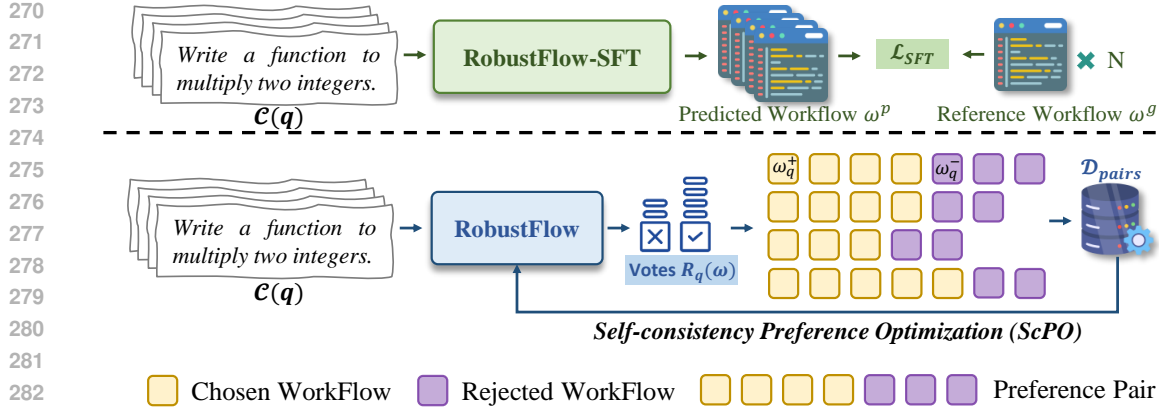 270
271
272
273
274
275
276
277
278
279
280
281
282
Write a function to
multiply two integers.
𝒞(q)
RobustFlow-SFT
ℒ_SFT
× N
Predicted Workflow ω^p
Reference Workflow ω^g
Write a function to
multiply two integers.
𝒞(q)
RobustFlow
Votes R_q(ω)
ω_q^+
ω_q^-
𝒟_pairs
Self-consistency Preference Optimization (ScPO)
Chosen WorkFlow
Rejected WorkFlow
Preference Pair